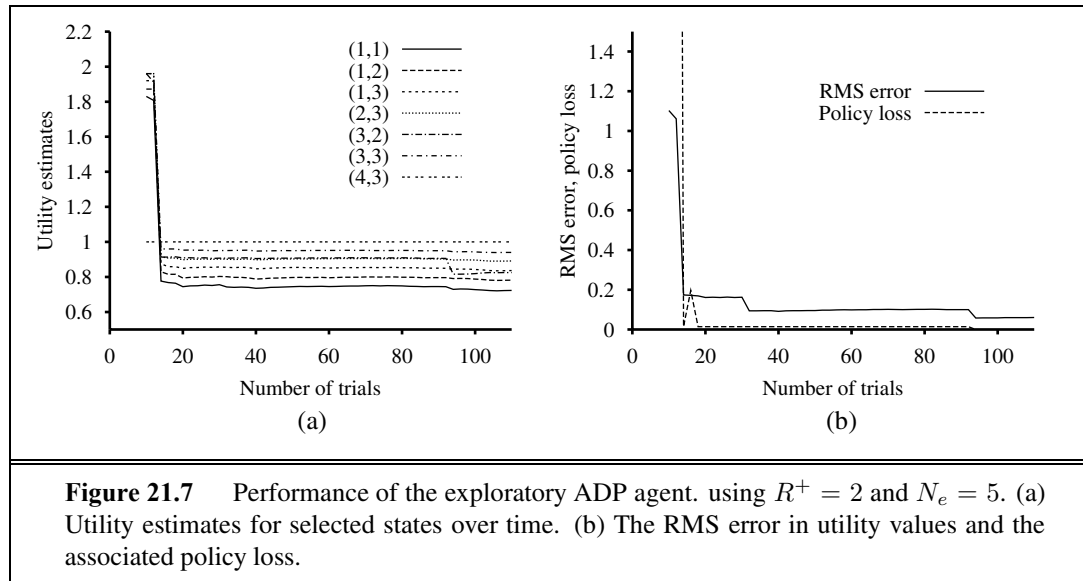 2.2
2
1.8
1.6
1.4
1.2
1
0.8
0.6
Utility estimates
(1,1)
(1,2)
(1,3)
(2,3)
(3,2)
(3,3)
(4,3)
0 20 40 60 80 100
Number of trials
(a)
1.4
1.2
1
0.8
0.6
0.4
0.2
0
RMS error, policy loss
RMS error
Policy loss
0 20 40 60 80 100
Number of trials
(b)
Figure 21.7 Performance of the exploratory ADP agent. using R⁺ = 2 and Nₑ = 5. (a)
Utility estimates for selected states over time. (b) The RMS error in utility values and the
associated policy loss.